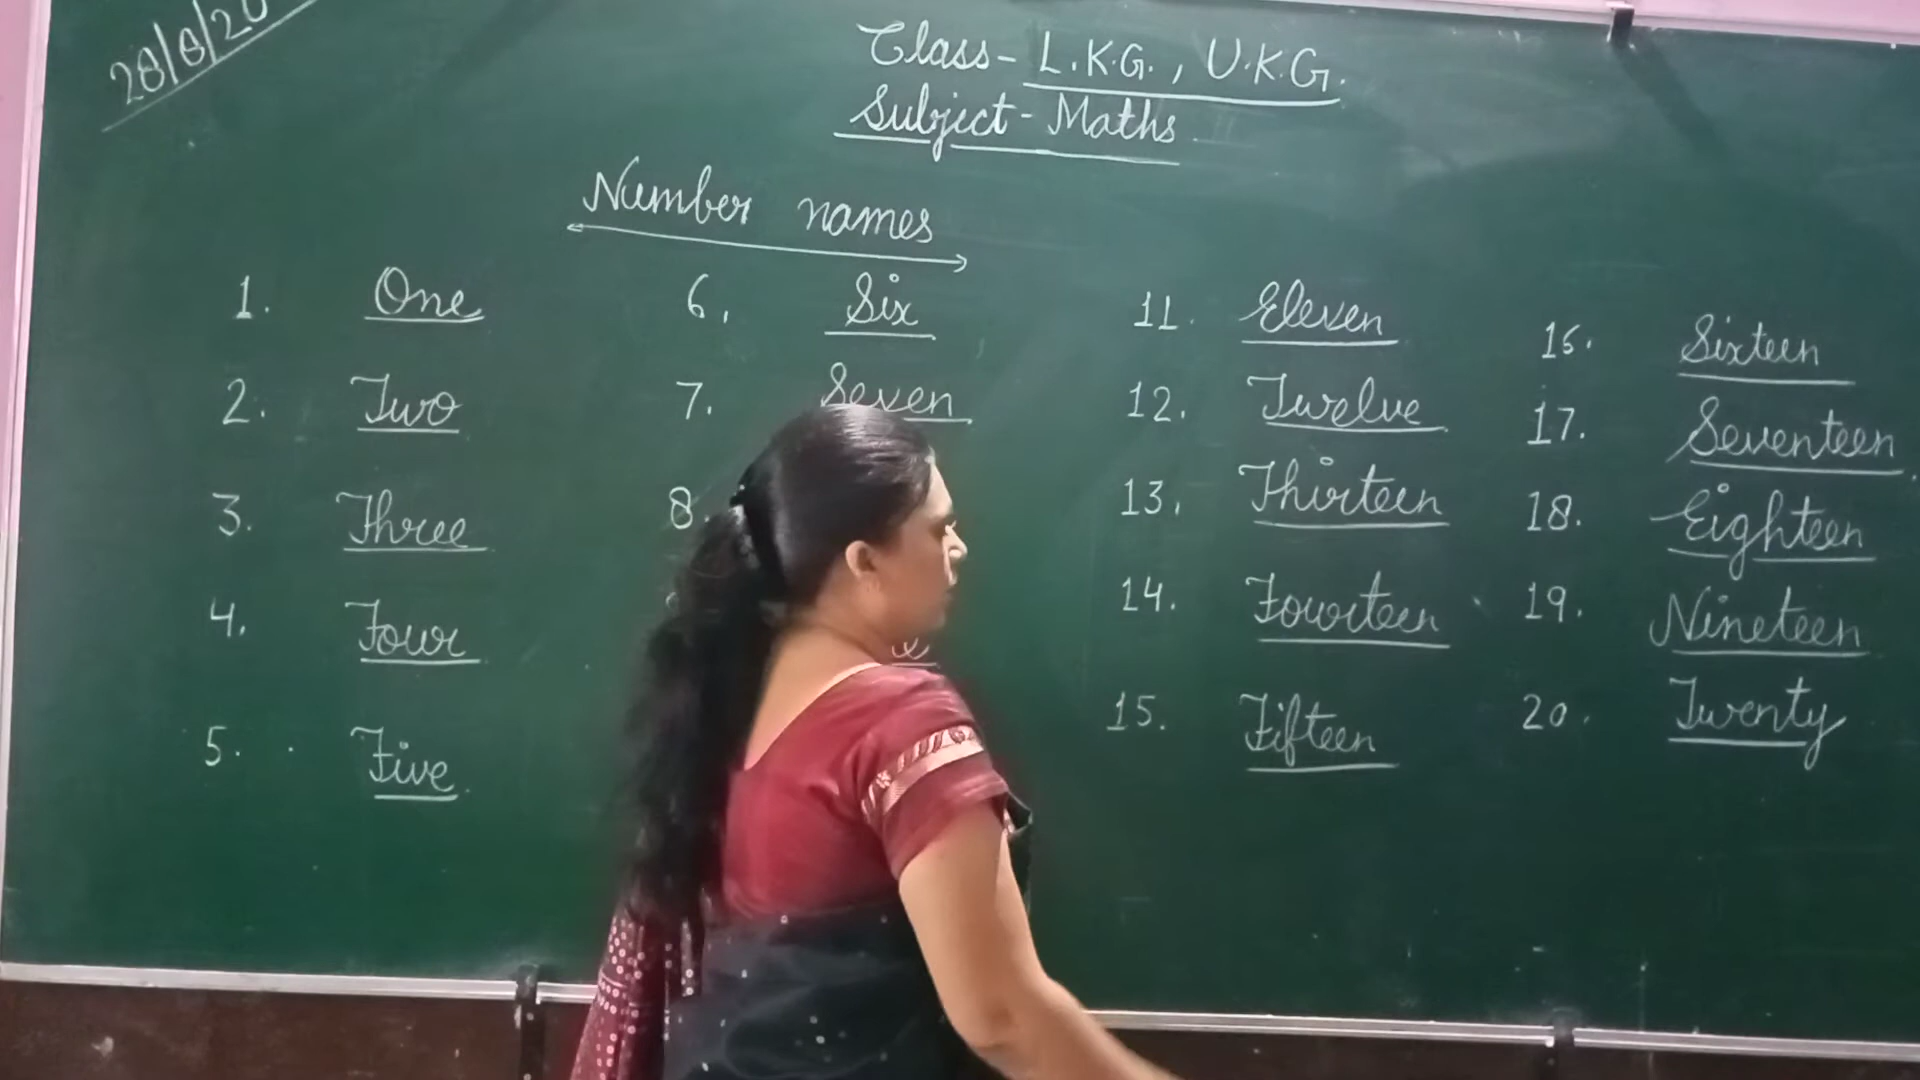 28/8/20
Class - L.K.G., U.K.G.
Subject - Maths
Number names
1. One
2. Two
3. Three
4. Four
5. Five
6. Six
7. Seven
8.
11. Eleven
12. Twelve
13. Thirteen
14. Fourteen
15. Fifteen
16. Sixteen
17. Seventeen
18. Eighteen
19. Nineteen
20. Twenty